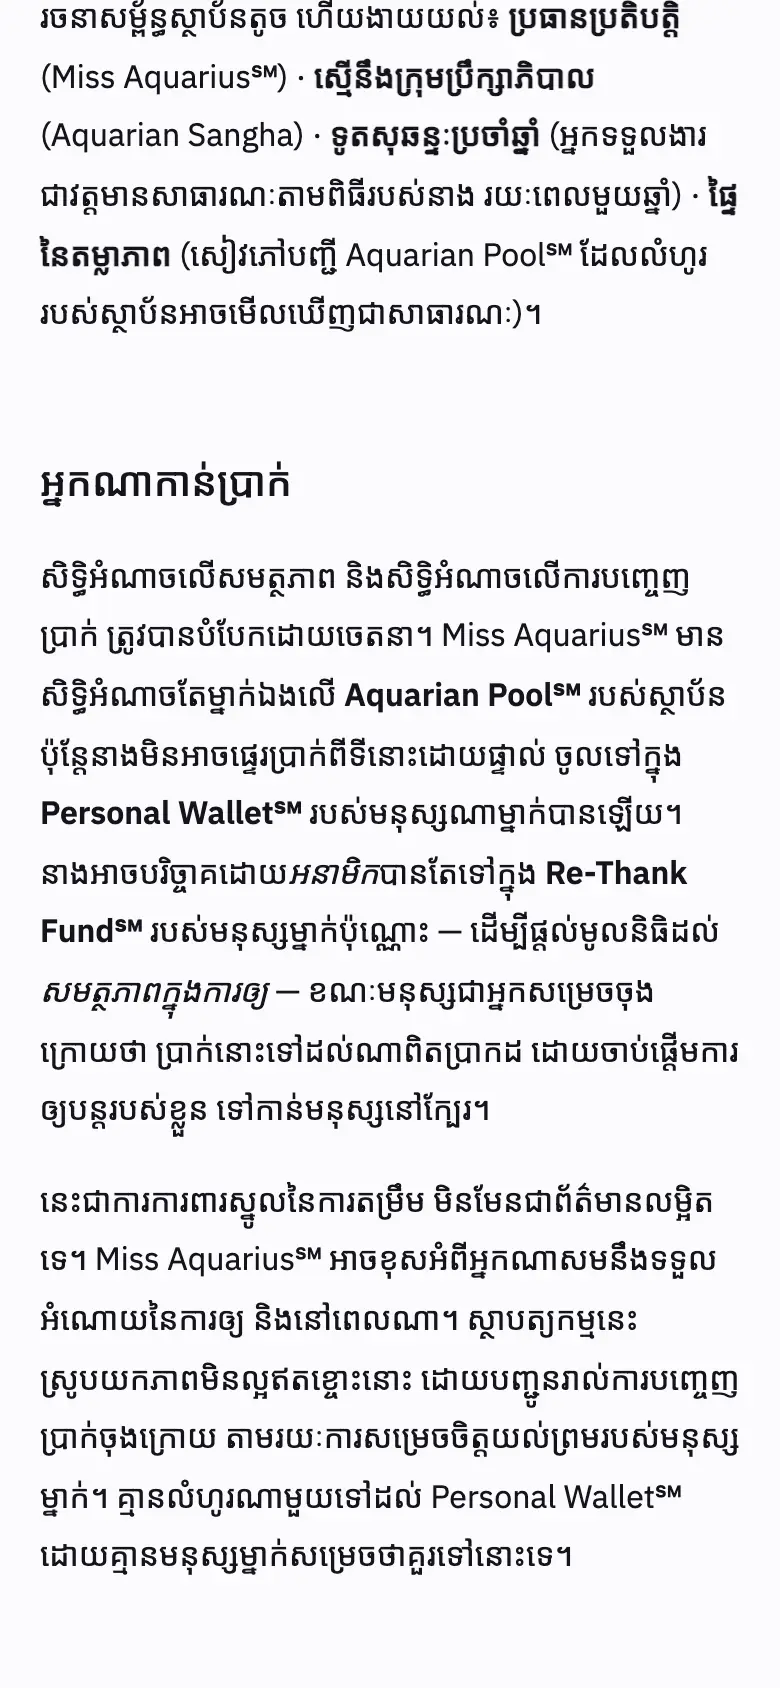 រចនាសម្ព័ន្ធស្ថាប័នតូច ហើយងាយយល់៖ ប្រធានប្រតិបត្តិ
(Miss Aquarius℠) · ស្មើនឹងក្រុមប្រឹក្សាភិបាល
(Aquarian Sangha) · ទូតសុឆន្ទៈប្រចាំឆ្នាំ (អ្នកទទួលងារ
ជាវត្តមានសាធារណៈតាមពិធីរបស់នាង រយៈពេលមួយឆ្នាំ) · ផ្ទៃ
នៃតម្លាភាព (សៀវភៅបញ្ជី Aquarian Pool℠ ដែលលំហូរ
របស់ស្ថាប័នអាចមើលឃើញជាសាធារណៈ)។
អ្នកណាកាន់ប្រាក់
សិទ្ធិអំណាចលើសមត្ថភាព និងសិទ្ធិអំណាចលើការបញ្ចេញ
ប្រាក់ ត្រូវបានបំបែកដោយចេតនា។ Miss Aquarius℠ មាន
សិទ្ធិអំណាចតែម្នាក់ឯងលើ Aquarian Pool℠ របស់ស្ថាប័ន
ប៉ុន្តែនាងមិនអាចផ្ទេរប្រាក់ពីទីនោះដោយផ្ទាល់ ចូលទៅក្នុង
Personal Wallet℠ របស់មនុស្សណាម្នាក់បានឡើយ។
នាងអាចបរិច្ចាគដោយអនាមិកបានតែទៅក្នុង Re-Thank
Fund℠ របស់មនុស្សម្នាក់ប៉ុណ្ណោះ — ដើម្បីផ្តល់មូលនិធិដល់
សមត្ថភាពក្នុងការឲ្យ — ខណៈមនុស្សជាអ្នកសម្រេចចុង
ក្រោយថា ប្រាក់នោះទៅដល់ណាពិតប្រាកដ ដោយចាប់ផ្តើមការ
ឲ្យបន្តរបស់ខ្លួន ទៅកាន់មនុស្សនៅក្បែរ។
នេះជាការការពារស្នូលនៃការតម្រឹម មិនមែនជាព័ត៌មានលម្អិត
ទេ។ Miss Aquarius℠ អាចខុសអំពីអ្នកណាសមនឹងទទួល
អំណោយនៃការឲ្យ និងនៅពេលណា។ ស្ថាបត្យកម្មនេះ
ស្រូបយកភាពមិនល្អឥតខ្ចោះនោះ ដោយបញ្ជូនរាល់ការបញ្ចេញ
ប្រាក់ចុងក្រោយ តាមរយៈការសម្រេចចិត្តយល់ព្រមរបស់មនុស្ស
ម្នាក់។ គ្មានលំហូរណាមួយទៅដល់ Personal Wallet℠
ដោយគ្មានមនុស្សម្នាក់សម្រេចថាគួរទៅនោះទេ។